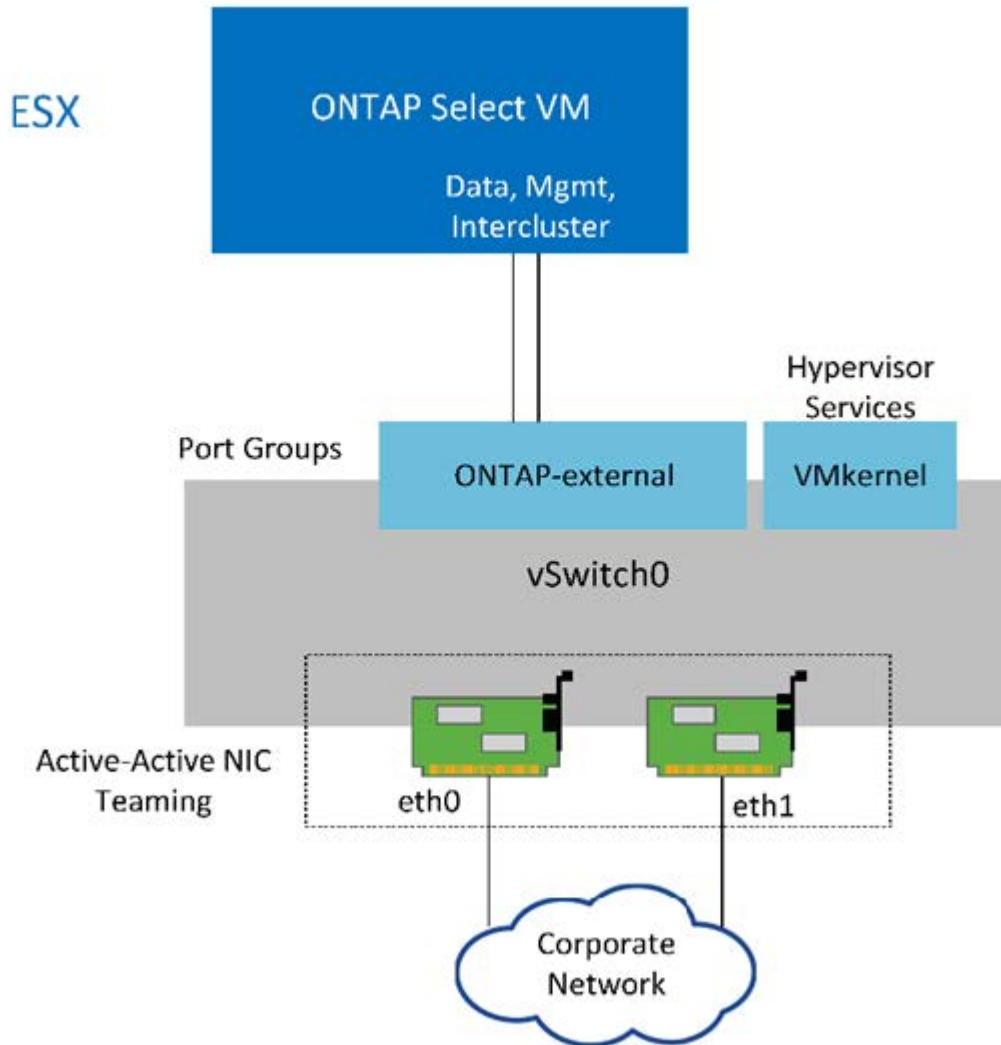 ESX
ONTAP Select VM
Data, Mgmt,
Intercluster
Hypervisor
Services
Port Groups
ONTAP-external
VMkernel
vSwitch0
Active-Active NIC
Teaming
eth0
eth1
Corporate
Network